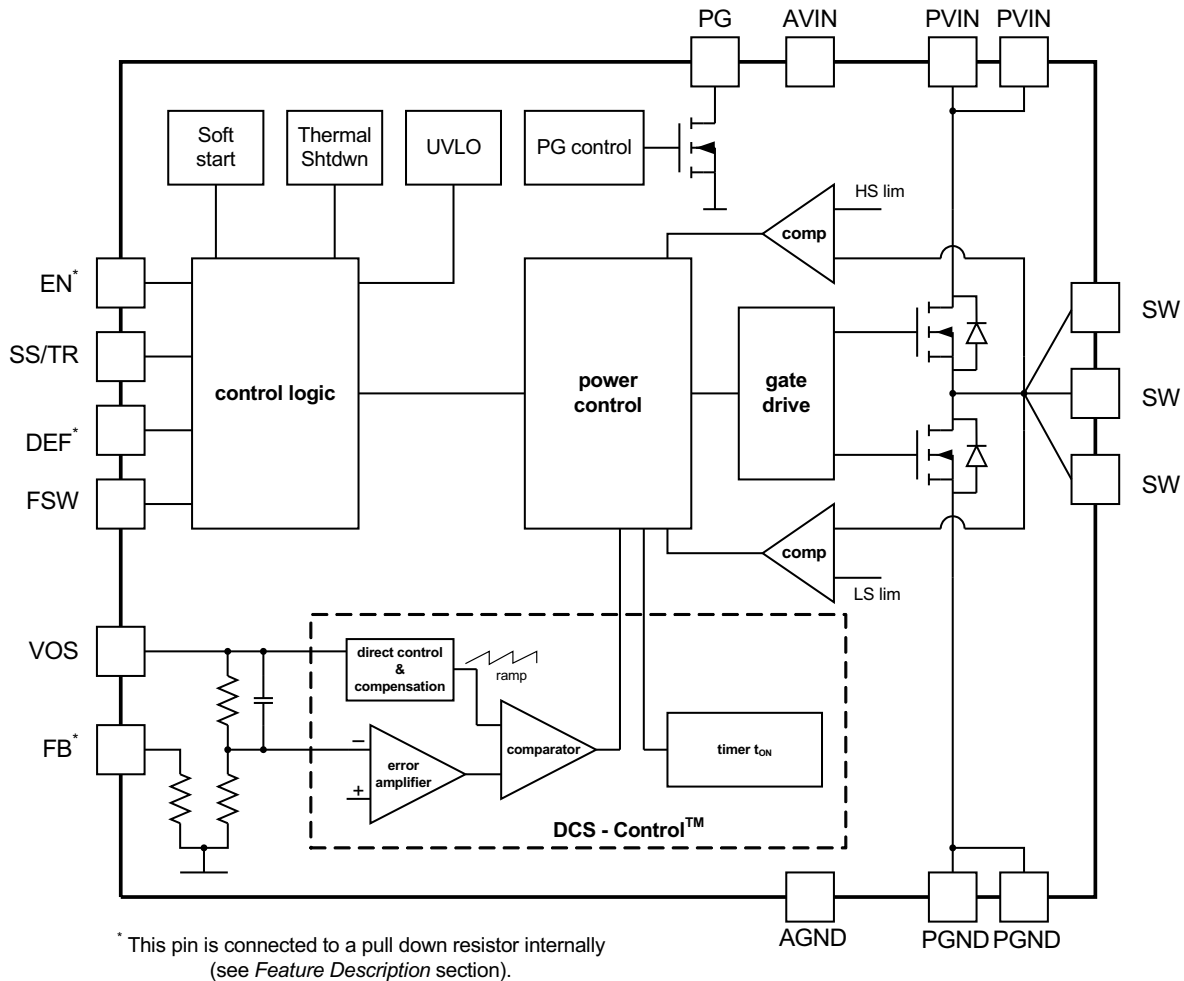 PG
AVIN
PVIN
PVIN
Soft
start
Thermal
Shtdwn
UVLO
PG control
HS lim
comp
EN*
SS/TR
DEF*
FSW
control logic
power
control
gate
drive
SW
SW
SW
comp
LS lim
VOS
FB*
direct control
&
compensation
ramp
−
+
error
amplifier
comparator
timer tON
DCS - Control™
AGND
PGND
PGND
* This pin is connected to a pull down resistor internally
(see Feature Description section).